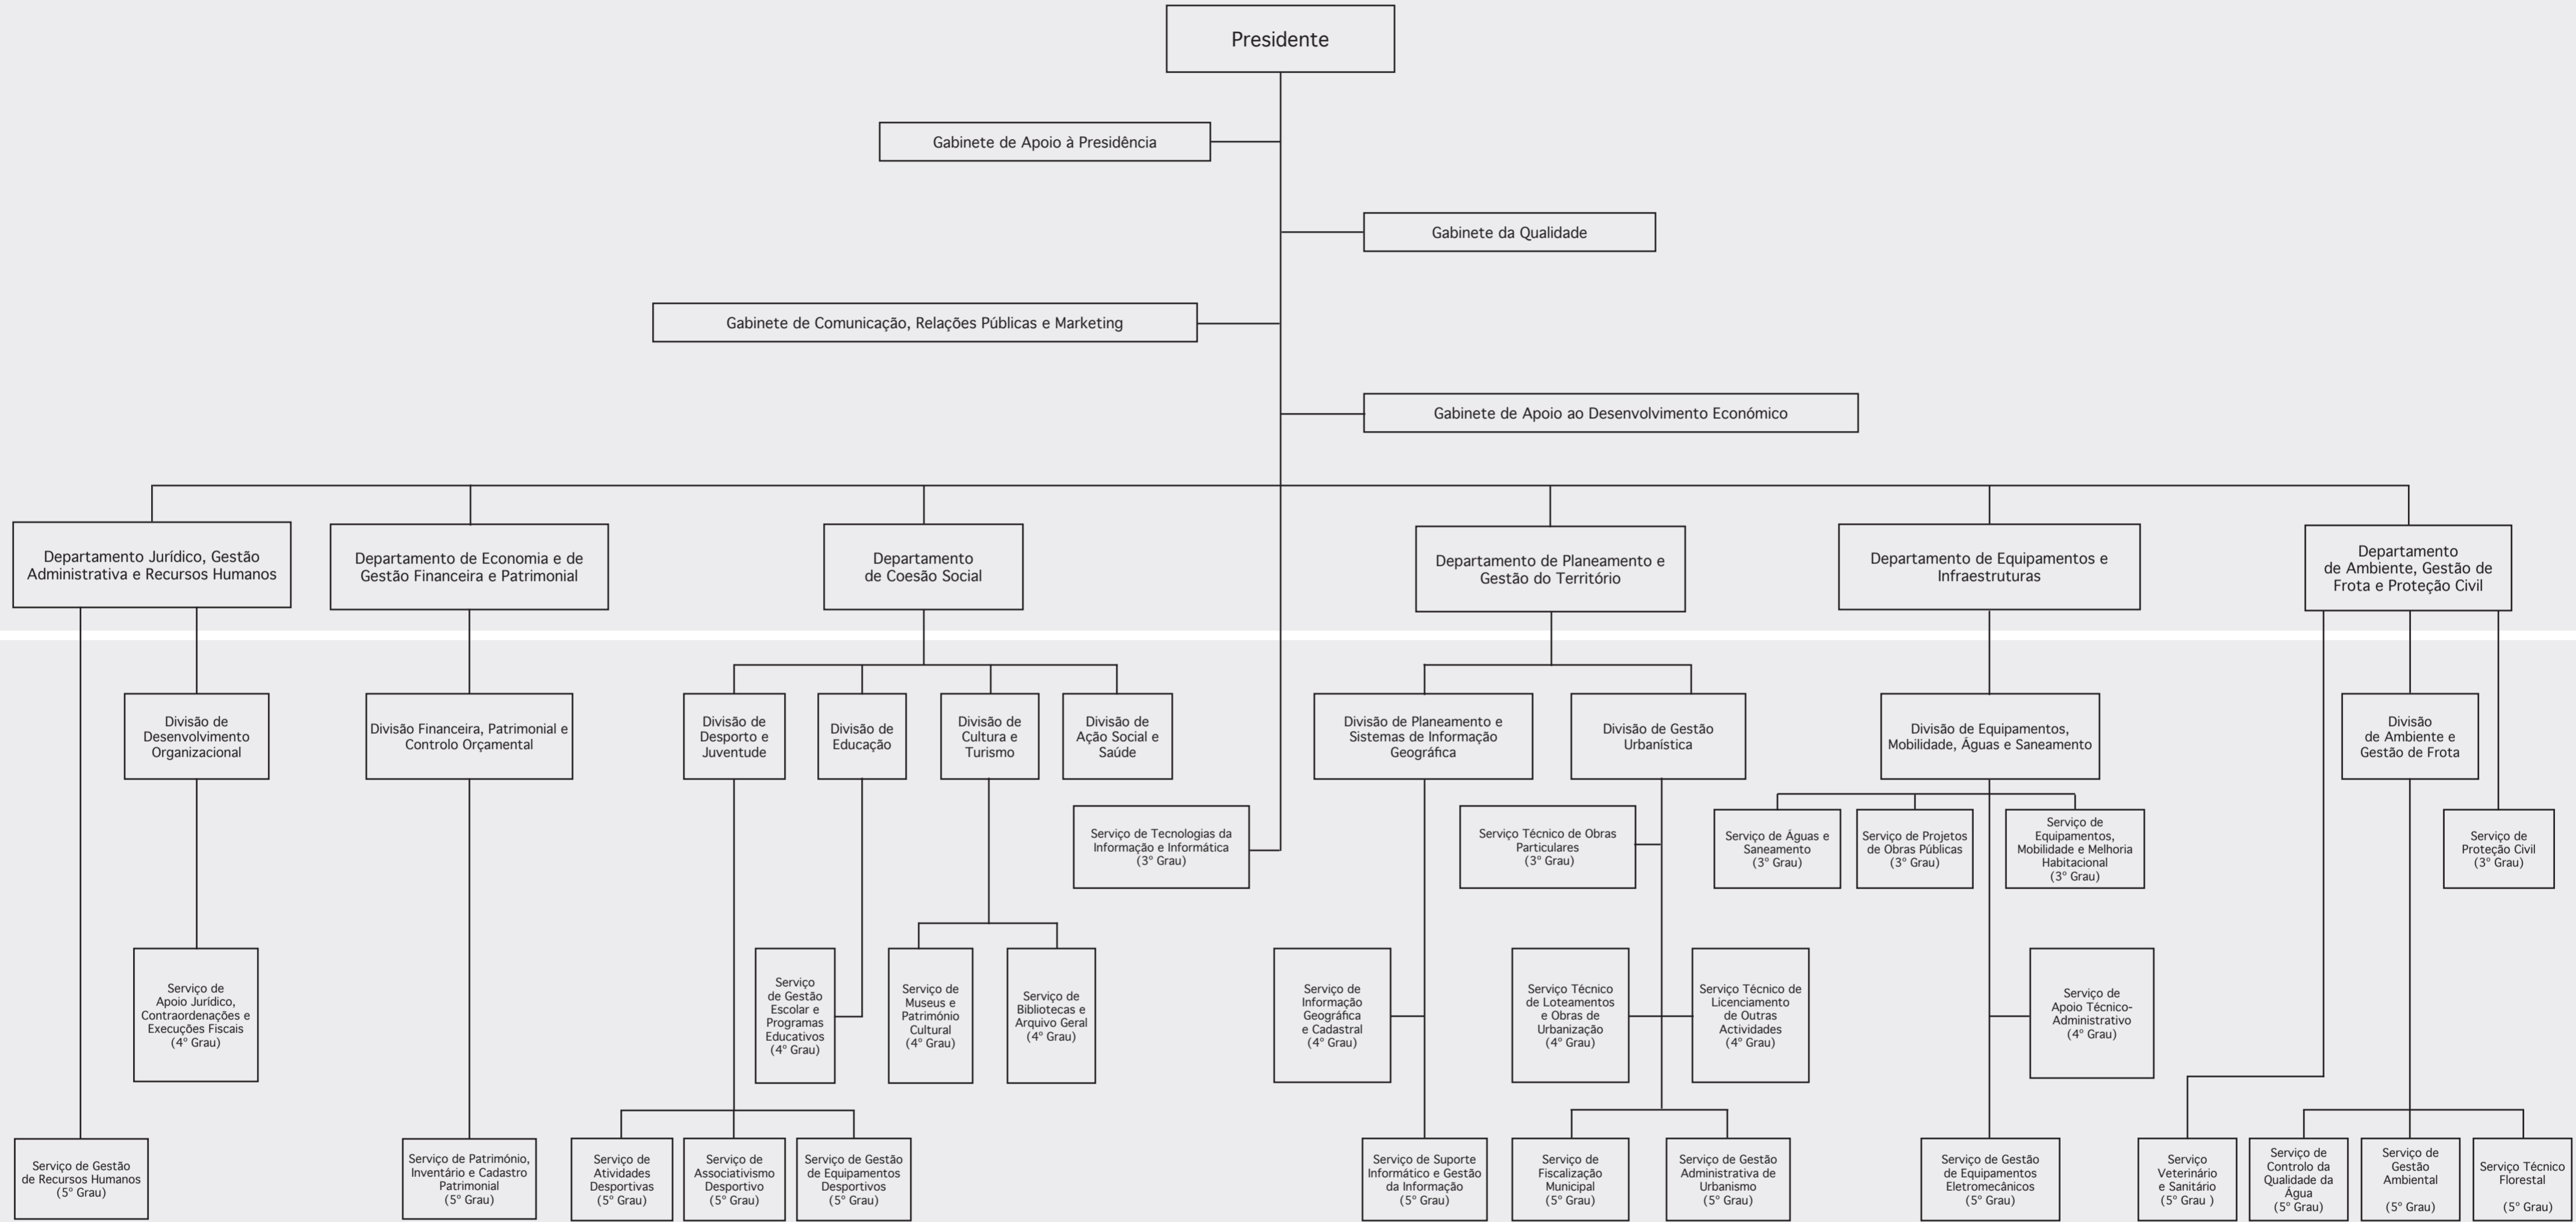 Presidente
Gabinete de Apoio à Presidência
Gabinete da Qualidade
Gabinete de Comunicação, Relações Públicas e Marketing
Gabinete de Apoio ao Desenvolvimento Económico
Departamento Jurídico, Gestão
Administrativa e Recursos Humanos
Departamento de Economia e de
Gestão Financeira e Patrimonial
Departamento
de Coesão Social
Departamento de Planeamento e
Gestão do Território
Departamento de Equipamentos e
Infraestruturas
Departamento
de Ambiente, Gestão de
Frota e Proteção Civil
Divisão de
Desenvolvimento
Organizacional
Divisão Financeira, Patrimonial e
Controlo Orçamental
Divisão de
Desporto e
Juventude
Divisão de
Educação
Divisão de
Cultura e
Turismo
Divisão de
Ação Social e
Saúde
Divisão de Planeamento e
Sistemas de Informação
Geográfica
Divisão de Gestão
Urbanística
Divisão de Equipamentos,
Mobilidade, Águas e Saneamento
Divisão
de Ambiente e
Gestão de Frota
Serviço de Tecnologias da
Informação e Informática
(3º Grau)
Serviço Técnico de Obras
Particulares
(3º Grau)
Serviço de Águas e
Saneamento
(3º Grau)
Serviço de Projetos
de Obras Públicas
(3º Grau)
Serviço de
Equipamentos,
Mobilidade e Melhoria
Habitacional
(3º Grau)
Serviço de
Proteção Civil
(3º Grau)
Serviço de
Apoio Jurídico,
Contraordenações e
Execuções Fiscais
(4º Grau)
Serviço
de Gestão
Escolar e
Programas
Educativos
(4º Grau)
Serviço de
Museus e
Património
Cultural
(4º Grau)
Serviço de
Bibliotecas e
Arquivo Geral
(4º Grau)
Serviço de
Informação
Geográfica
e Cadastral
(4º Grau)
Serviço Técnico
de Loteamentos
e Obras de
Urbanização
(4º Grau)
Serviço Técnico de
Licenciamento
de Outras
Actividades
(4º Grau)
Serviço de
Apoio Técnico-
Administrativo
(4º Grau)
Serviço de Gestão
de Recursos Humanos
(5º Grau)
Serviço de Património,
Inventário e Cadastro
Patrimonial
(5º Grau)
Serviço de
Atividades
Desportivas
(5º Grau)
Serviço de
Associativismo
Desportivo
(5º Grau)
Serviço de Gestão
de Equipamentos
Desportivos
(5º Grau)
Serviço de Suporte
Informático e Gestão
da Informação
(5º Grau)
Serviço de
Fiscalização
Municipal
(5º Grau)
Serviço de Gestão
Administrativa de
Urbanismo
(5º Grau)
Serviço de Gestão
de Equipamentos
Eletromecânicos
(5º Grau)
Serviço
Veterinário
e Sanitário
(5º Grau )
Serviço de
Controlo da
Qualidade da
Água
(5º Grau)
Serviço de
Gestão
Ambiental
(5º Grau)
Serviço Técnico
Florestal
(5º Grau)